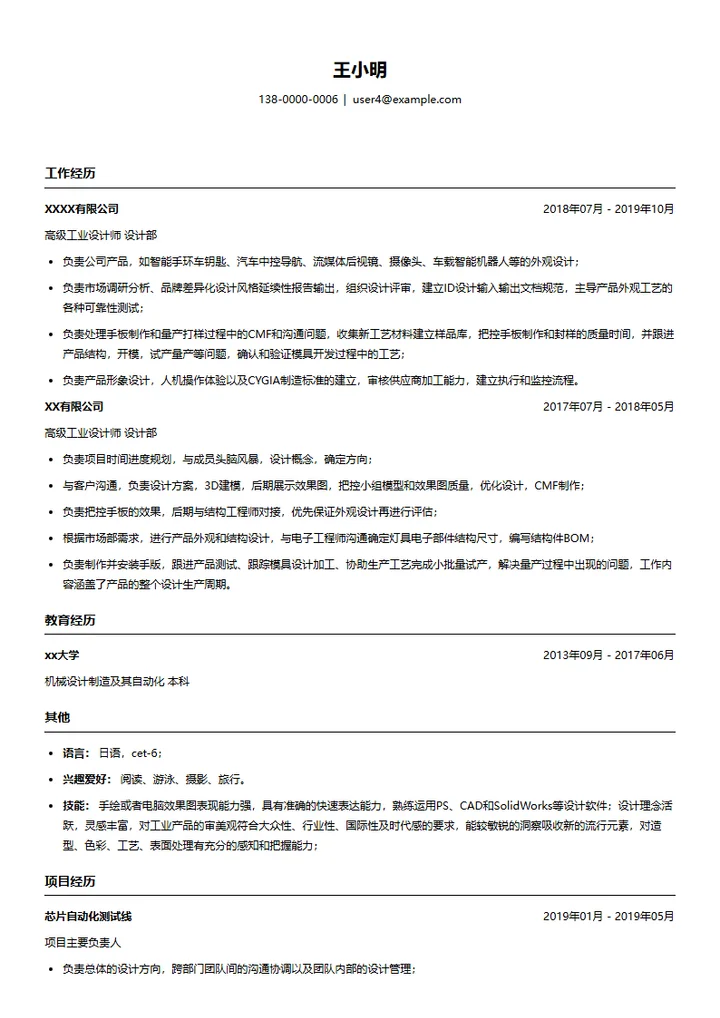 王小明
138-0000-0006 | user4@example.com
工作经历
XXXX有限公司 2018年07月 - 2019年10月
高级工业设计师 设计部
• 负责公司产品，如智能手环车钥匙、汽车中控导航、流媒体后视镜、摄像头、车载智能机器人等的外观设计；
• 负责市场调研分析、品牌差异化设计风格延续性报告输出，组织设计评审，建立ID设计输入输出文档规范，主导产品外观工艺的
各种可靠性测试；
• 负责处理手板制作和量产打样过程中的CMF和沟通问题，收集新工艺材料建立样品库，把控手板制作和封样的质量时间，并跟进
产品结构，开模，试产量产等问题，确认和验证模具开发过程中的工艺；
• 负责产品形象设计，人机操作体验以及CYGIA制造标准的建立，审核供应商加工能力，建立执行和监控流程。
XX有限公司 2017年07月 - 2018年05月
高级工业设计师 设计部
• 负责项目时间进度规划，与成员头脑风暴，设计概念，确定方向；
• 与客户沟通，负责设计方案，3D建模，后期展示效果图，把控小组模型和效果图质量，优化设计，CMF制作；
• 负责把控手板的效果，后期与结构工程师对接，优先保证外观设计再进行评估；
• 根据市场部需求，进行产品外观和结构设计，与电子工程师沟通确定灯具电子部件结构尺寸，编写结构件BOM；
• 负责制作并安装手版，跟进产品测试、跟踪模具设计加工、协助生产工艺完成小批量试产，解决量产过程中出现的问题，工作内
容涵盖了产品的整个设计生产周期。
教育经历
xx大学 2013年09月 - 2017年06月
机械设计制造及其自动化 本科
其他
• 语言： 日语，cet-6；
• 兴趣爱好： 阅读、游泳、摄影、旅行。
• 技能： 手绘或者电脑效果图表现能力强，具有准确的快速表达能力，熟练运用PS、CAD和SolidWorks等设计软件；设计理念活
跃，灵感丰富，对工业产品的审美观符合大众性、行业性、国际性及时代感的要求，能较敏锐的洞察吸收新的流行元素，对造
型、色彩、工艺、表面处理有充分的感知和把握能力；
项目经历
芯片自动化测试线 2019年01月 - 2019年05月
项目主要负责人
• 负责总体的设计方向，跨部门团队间的沟通协调以及团队内部的设计管理；